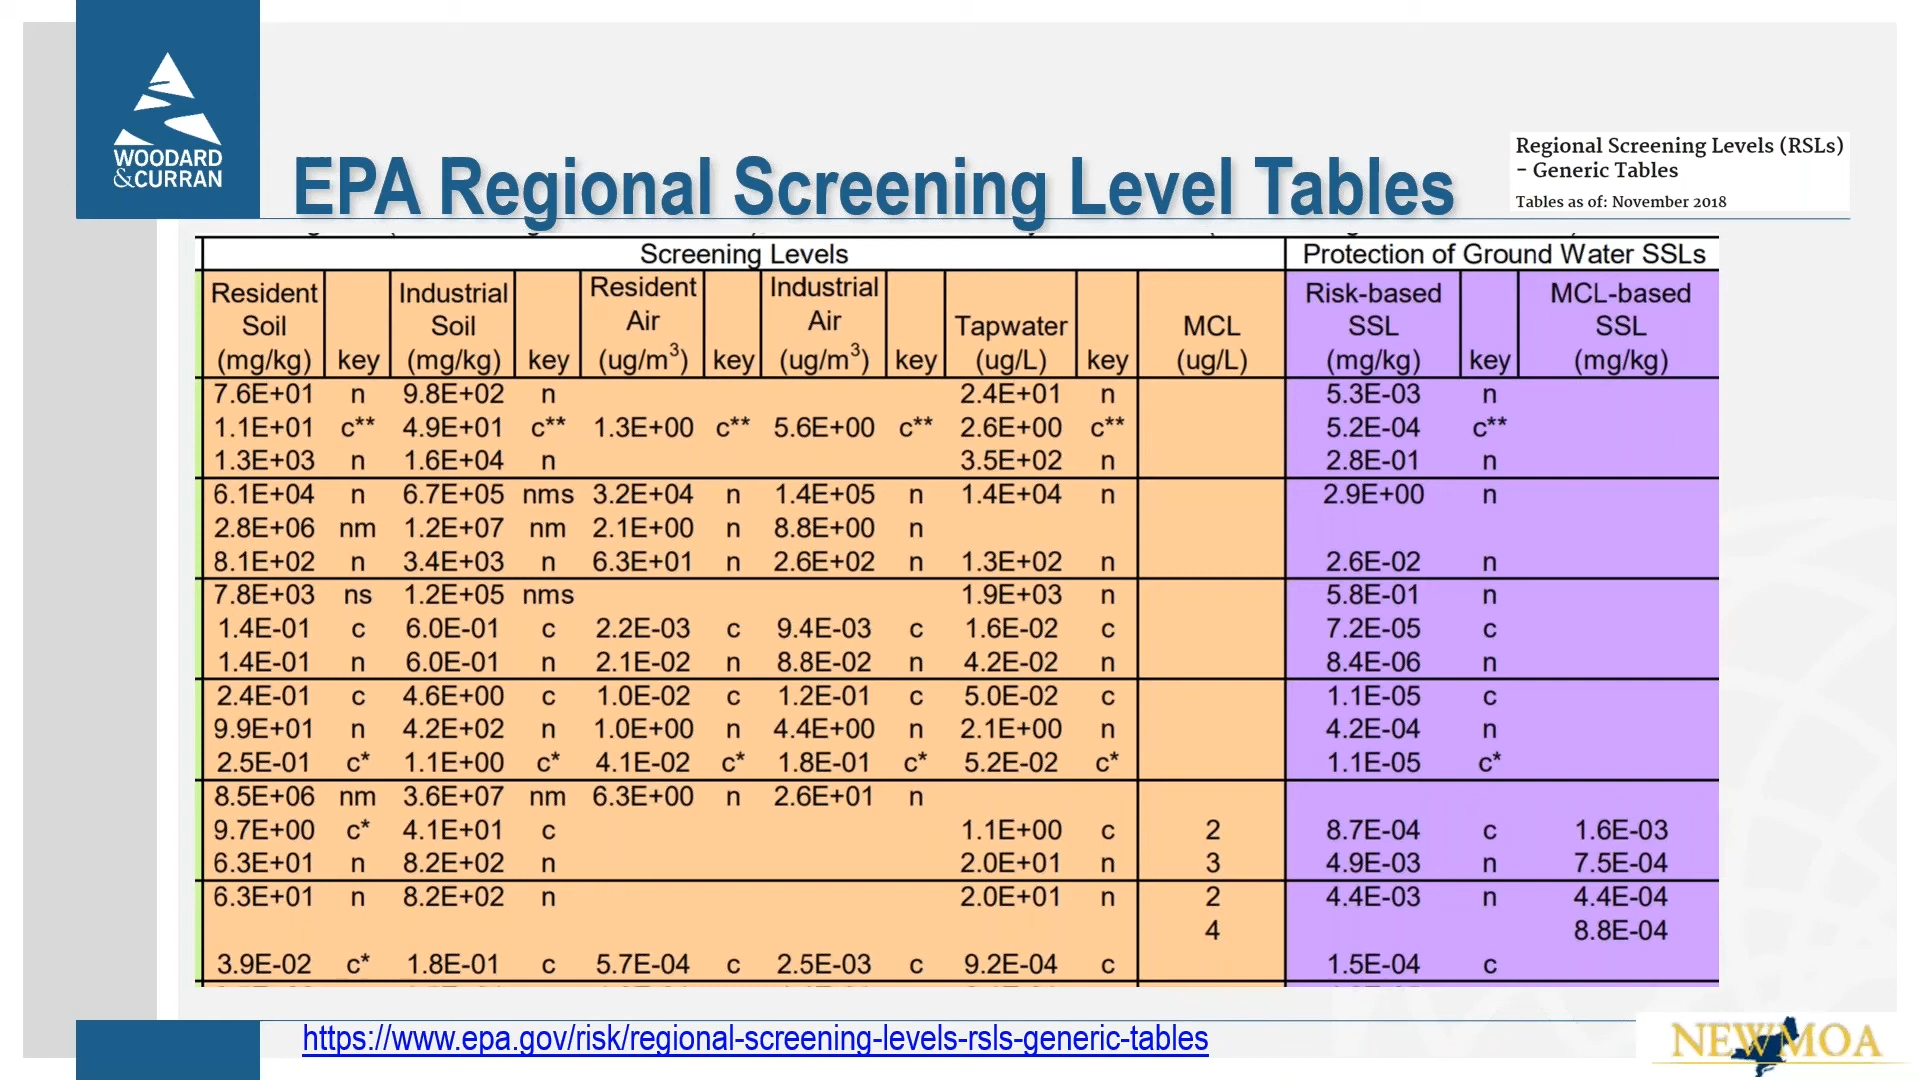 WOODARD
&CURRAN
EPA Regional Screening Level Tables
Regional Screening Levels (RSLs)
- Generic Tables
Tables as of: November 2018
Screening Levels Protection of Ground Water SSLs
Resident Soil (mg/kg) key Industrial Soil (mg/kg) key Resident Air (ug/m³) key Industrial Air (ug/m³) key Tapwater (ug/L) key MCL (ug/L) Risk-based SSL (mg/kg) key MCL-based SSL (mg/kg)
7.6E+01 n 9.8E+02 n 2.4E+01 n 5.3E-03 n
1.1E+01 c** 4.9E+01 c** 1.3E+00 c** 5.6E+00 c** 2.6E+00 c** 5.2E-04 c**
1.3E+03 n 1.6E+04 n 3.5E+02 n 2.8E-01 n
6.1E+04 n 6.7E+05 nms 3.2E+04 n 1.4E+05 n 1.4E+04 n 2.9E+00 n
2.8E+06 nm 1.2E+07 nm 2.1E+00 n 8.8E+00 n
8.1E+02 n 3.4E+03 n 6.3E+01 n 2.6E+02 n 1.3E+02 n 2.6E-02 n
7.8E+03 ns 1.2E+05 nms 1.9E+03 n 5.8E-01 n
1.4E-01 c 6.0E-01 c 2.2E-03 c 9.4E-03 c 1.6E-02 c 7.2E-05 c
1.4E-01 n 6.0E-01 n 2.1E-02 n 8.8E-02 n 4.2E-02 n 8.4E-06 n
2.4E-01 c 4.6E+00 c 1.0E-02 c 1.2E-01 c 5.0E-02 c 1.1E-05 c
9.9E+01 n 4.2E+02 n 1.0E+00 n 4.4E+00 n 2.1E+00 n 4.2E-04 n
2.5E-01 c* 1.1E+00 c* 4.1E-02 c* 1.8E-01 c* 5.2E-02 c* 1.1E-05 c*
8.5E+06 nm 3.6E+07 nm 6.3E+00 n 2.6E+01 n
9.7E+00 c* 4.1E+01 c 1.1E+00 c 2 8.7E-04 c 1.6E-03
6.3E+01 n 8.2E+02 n 2.0E+01 n 3 4.9E-03 n 7.5E-04
6.3E+01 n 8.2E+02 n 2.0E+01 n 2 4.4E-03 n 4.4E-04
4 8.8E-04
3.9E-02 c* 1.8E-01 c 5.7E-04 c 2.5E-03 c 9.2E-04 c 1.5E-04 c
https://www.epa.gov/risk/regional-screening-levels-rsls-generic-tables
NEWMOA